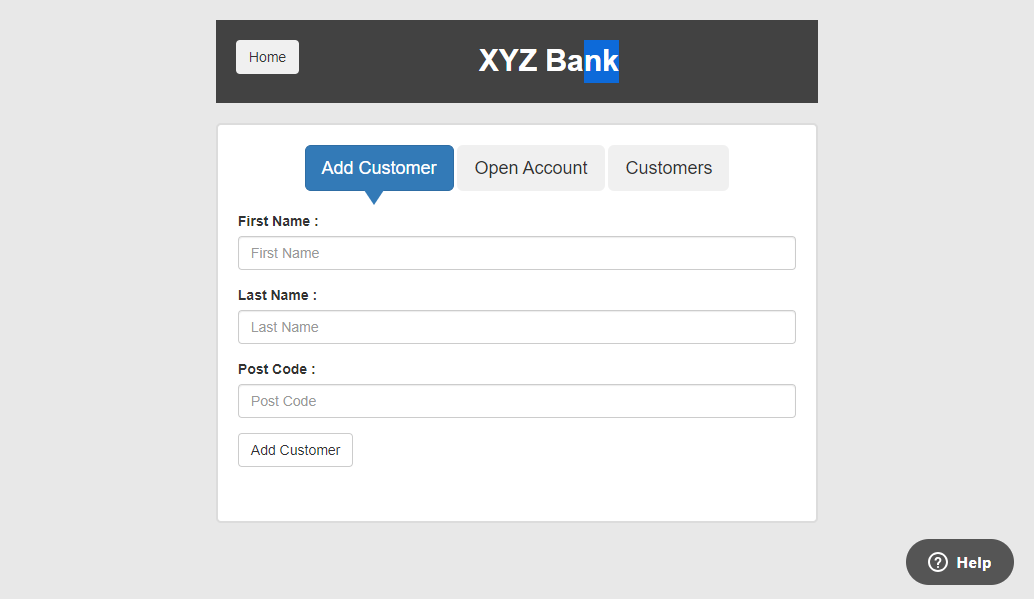 Home
XYZ Bank
Add Customer
Open Account
Customers
First Name :
First Name
Last Name :
Last Name
Post Code :
Post Code
Add Customer
Help